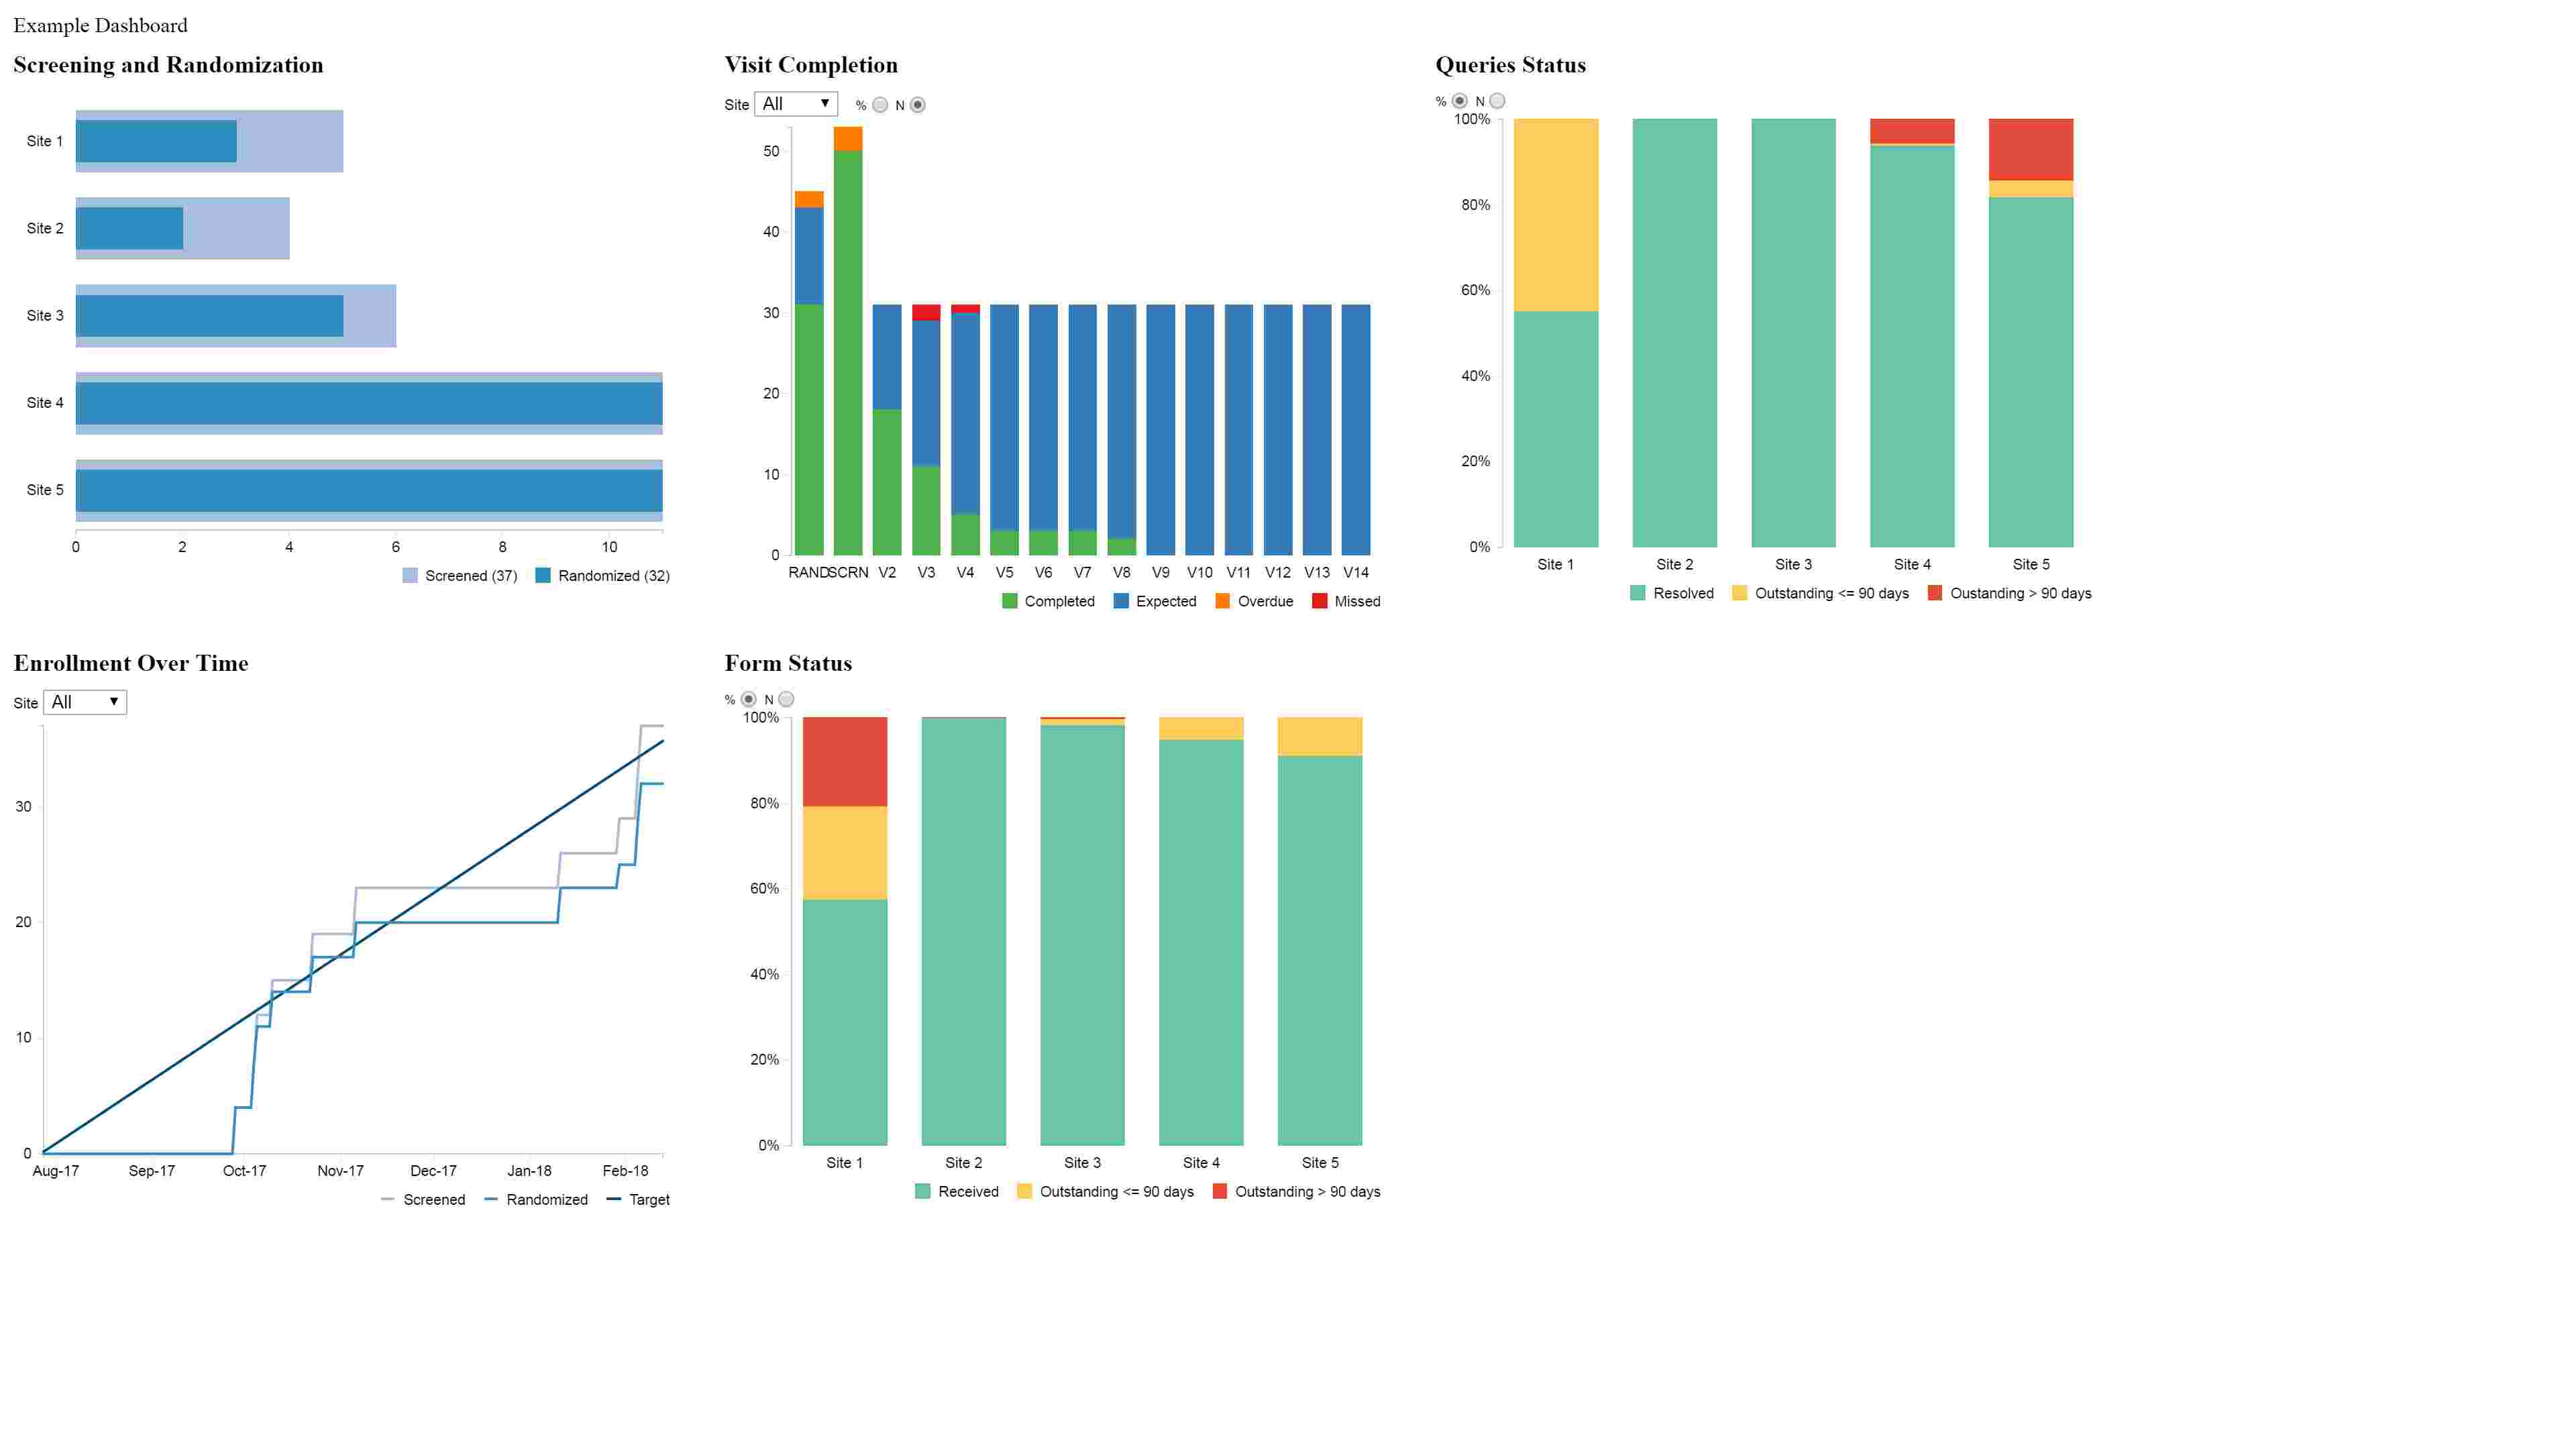 Example Dashboard
Screening and Randomization
Site 1
Site 2
Site 3
Site 4
Site 5
0 2 4 6 8 10
Screened (37) Randomized (32)
Visit Completion
Site All % N
50
40
30
20
10
0
RAND SCRN V2 V3 V4 V5 V6 V7 V8 V9 V10 V11 V12 V13 V14
Completed Expected Overdue Missed
Queries Status
% N
100%
80%
60%
40%
20%
0%
Site 1 Site 2 Site 3 Site 4 Site 5
Resolved Outstanding <= 90 days Oustanding > 90 days
Enrollment Over Time
Site All
30
20
10
0
Aug-17 Sep-17 Oct-17 Nov-17 Dec-17 Jan-18 Feb-18
Screened Randomized Target
Form Status
% N
100%
80%
60%
40%
20%
0%
Site 1 Site 2 Site 3 Site 4 Site 5
Received Outstanding <= 90 days Outstanding > 90 days